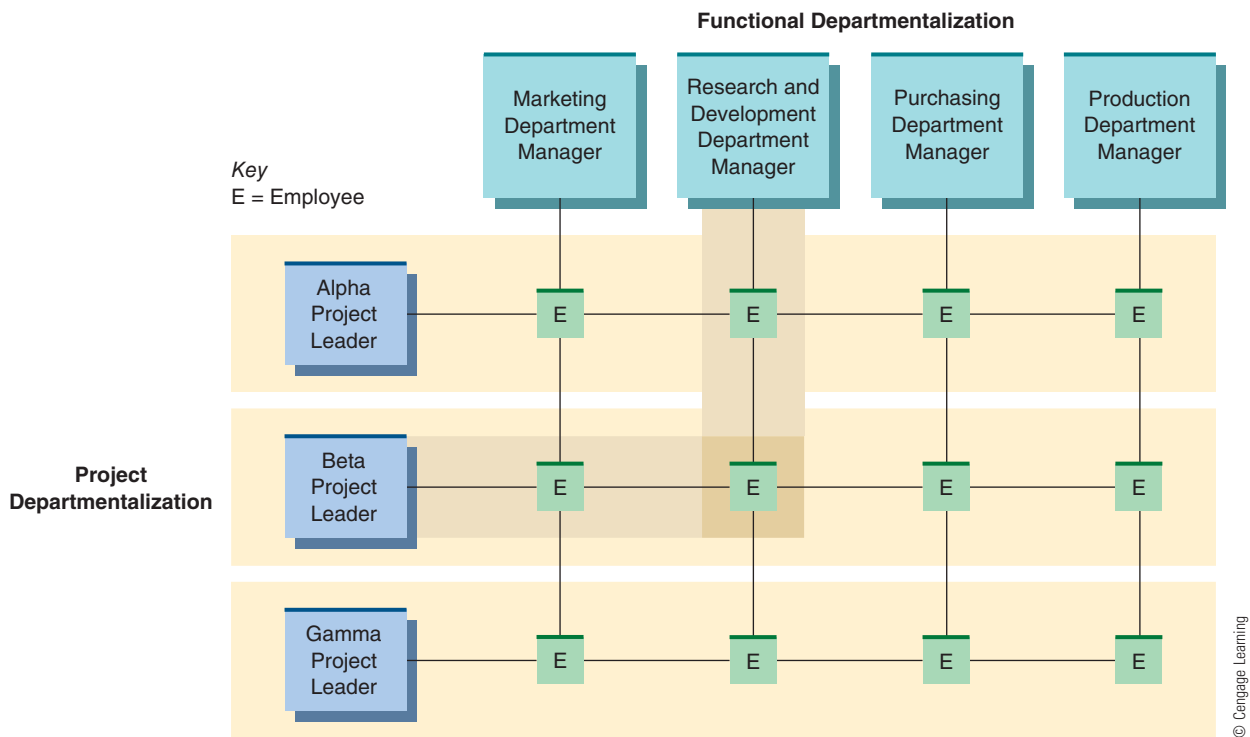 Functional Departmentalization
Marketing
Department
Manager
Research and
Development
Department
Manager
Purchasing
Department
Manager
Production
Department
Manager
Key
E = Employee
Alpha
Project
Leader
E
E
E
E
Project
Departmentalization
Beta
Project
Leader
E
E
E
E
Gamma
Project
Leader
E
E
E
E
© Cengage Learning